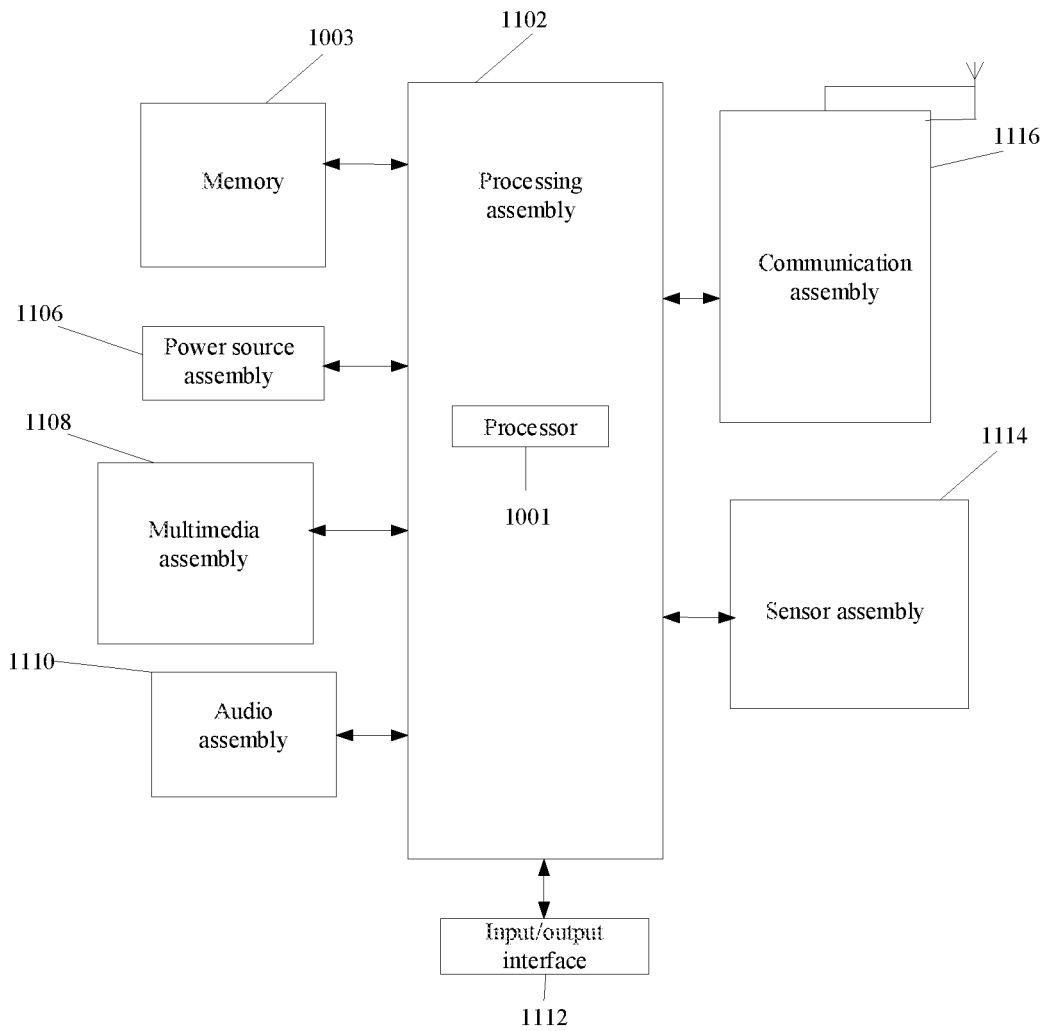 1102
1003
Memory
Processing
assembly
1116
Communication
assembly
1106
Power source
assembly
1108
Processor
1001
1114
Multimedia
assembly
Sensor assembly
1110
Audio
assembly
Input/output
interface
1112